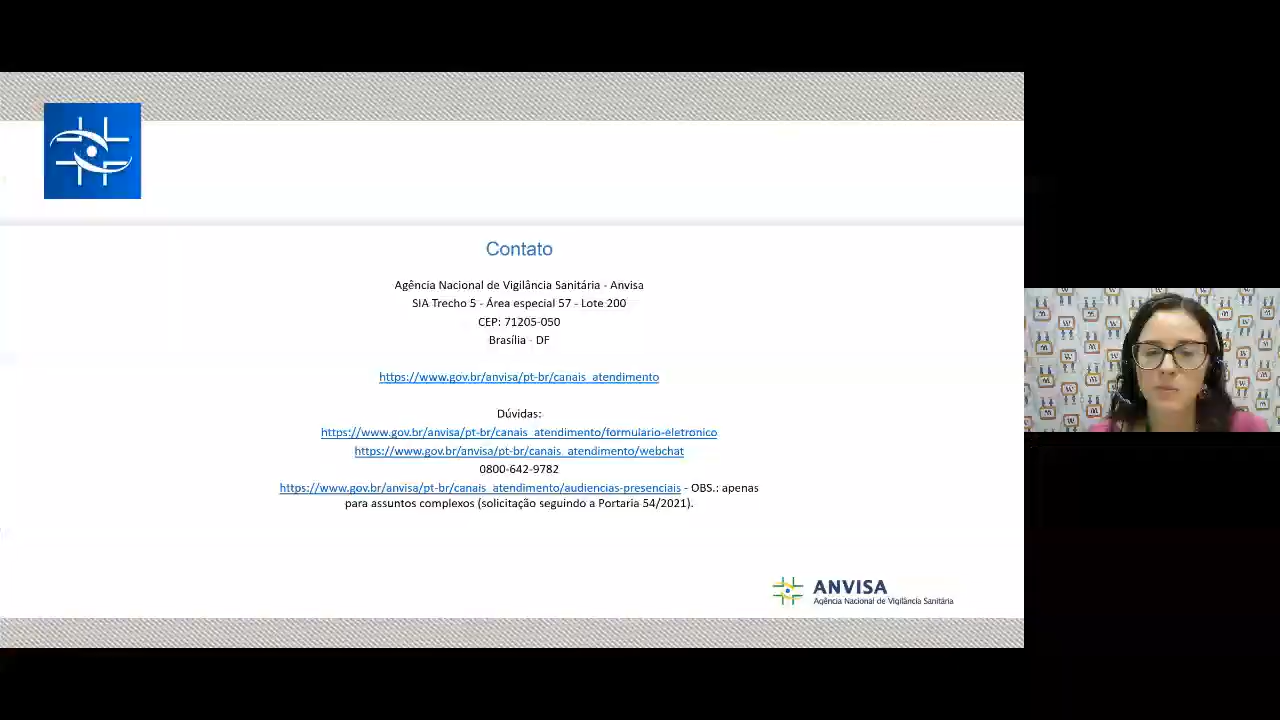 Contato
Agência Nacional de Vigilância Sanitária - Anvisa
SIA Trecho 5 - Área especial 57 - Lote 200
CEP: 71205-050
Brasília - DF
https://www.gov.br/anvisa/pt-br/canais_atendimento
Dúvidas:
https://www.gov.br/anvisa/pt-br/canais_atendimento/formulario-eletronico
https://www.gov.br/anvisa/pt-br/canais_atendimento/webchat
0800-642-9782
https://www.gov.br/anvisa/pt-br/canais_atendimento/audiencias-presenciais - OBS.: apenas
para assuntos complexos (solicitação seguindo a Portaria 54/2021).
ANVISA
Agência Nacional de Vigilância Sanitária